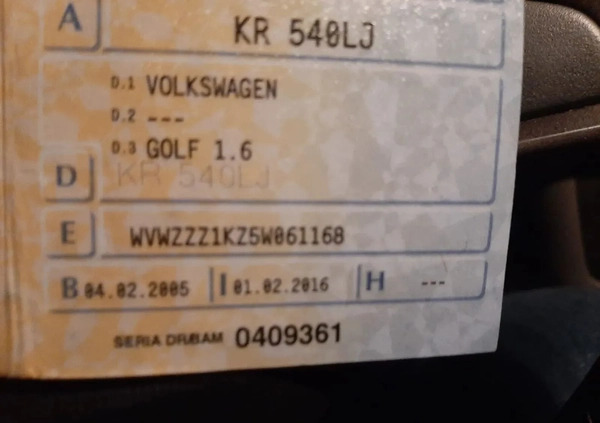 A KR 540LJ
D.1 VOLKSWAGEN
D.2 ---
D.3 GOLF 1.6
D KR 540LJ
E WVWZZZ1KZ5W061168
B 04.02.2005 I 01.02.2016 H ---
SERIA DR/BAM 0409361